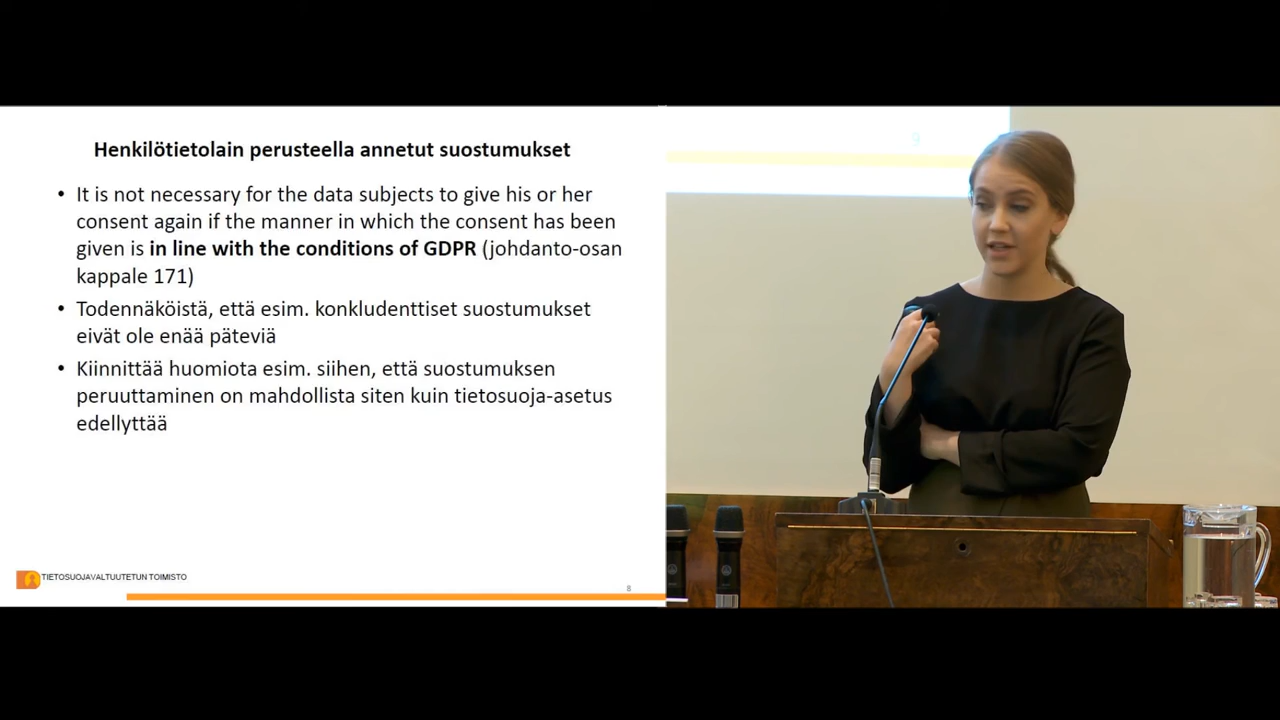 Henkilötietolain perusteella annetut suostumukset
• It is not necessary for the data subjects to give his or her
consent again if the manner in which the consent has been
given is in line with the conditions of GDPR (johdanto-osan
kappale 171)
• Todennäköistä, että esim. konkludenttiset suostumukset
eivät ole enää päteviä
• Kiinnittää huomiota esim. siihen, että suostumuksen
peruuttaminen on mahdollista siten kuin tietosuoja-asetus
edellyttää
TIETOSUOJAVALTUUTETUN TOIMISTO
8
9